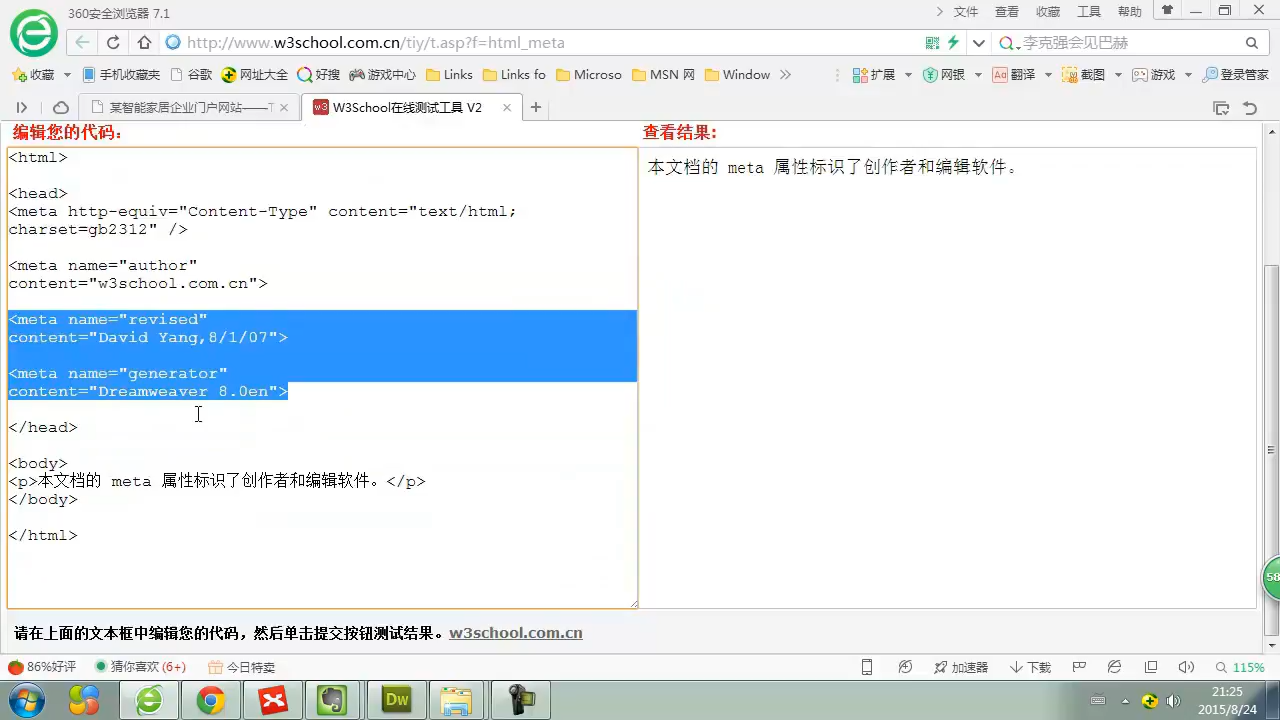 360安全浏览器 7.1
文件 查看 收藏 工具 帮助
http://www.w3school.com.cn/tiy/t.asp?f=html_meta
李克强会见巴赫
收藏 手机收藏夹 谷歌 网址大全 好搜 游戏中心 Links Links fo Microso MSN 网 Window
扩展 网银 Aa 翻译 截图 游戏 登录管家
某智能家居企业门户网站——T
w3 W3School在线测试工具 V2
编辑您的代码:
查看结果:
<html>
<head>
<meta http-equiv="Content-Type" content="text/html;
charset=gb2312" />
<meta name="author"
content="w3school.com.cn">
<meta name="revised"
content="David Yang,8/1/07">
<meta name="generator"
content="Dreamweaver 8.0en">
</head>
<body>
<p>本文档的 meta 属性标识了创作者和编辑软件。</p>
</body>
</html>
本文档的 meta 属性标识了创作者和编辑软件。
58
请在上面的文本框中编辑您的代码，然后单击提交按钮测试结果。w3school.com.cn
86%好评 猜你喜欢 (6+) 今日特卖
加速器 下载 115%
Dw
21:25
2015/8/24